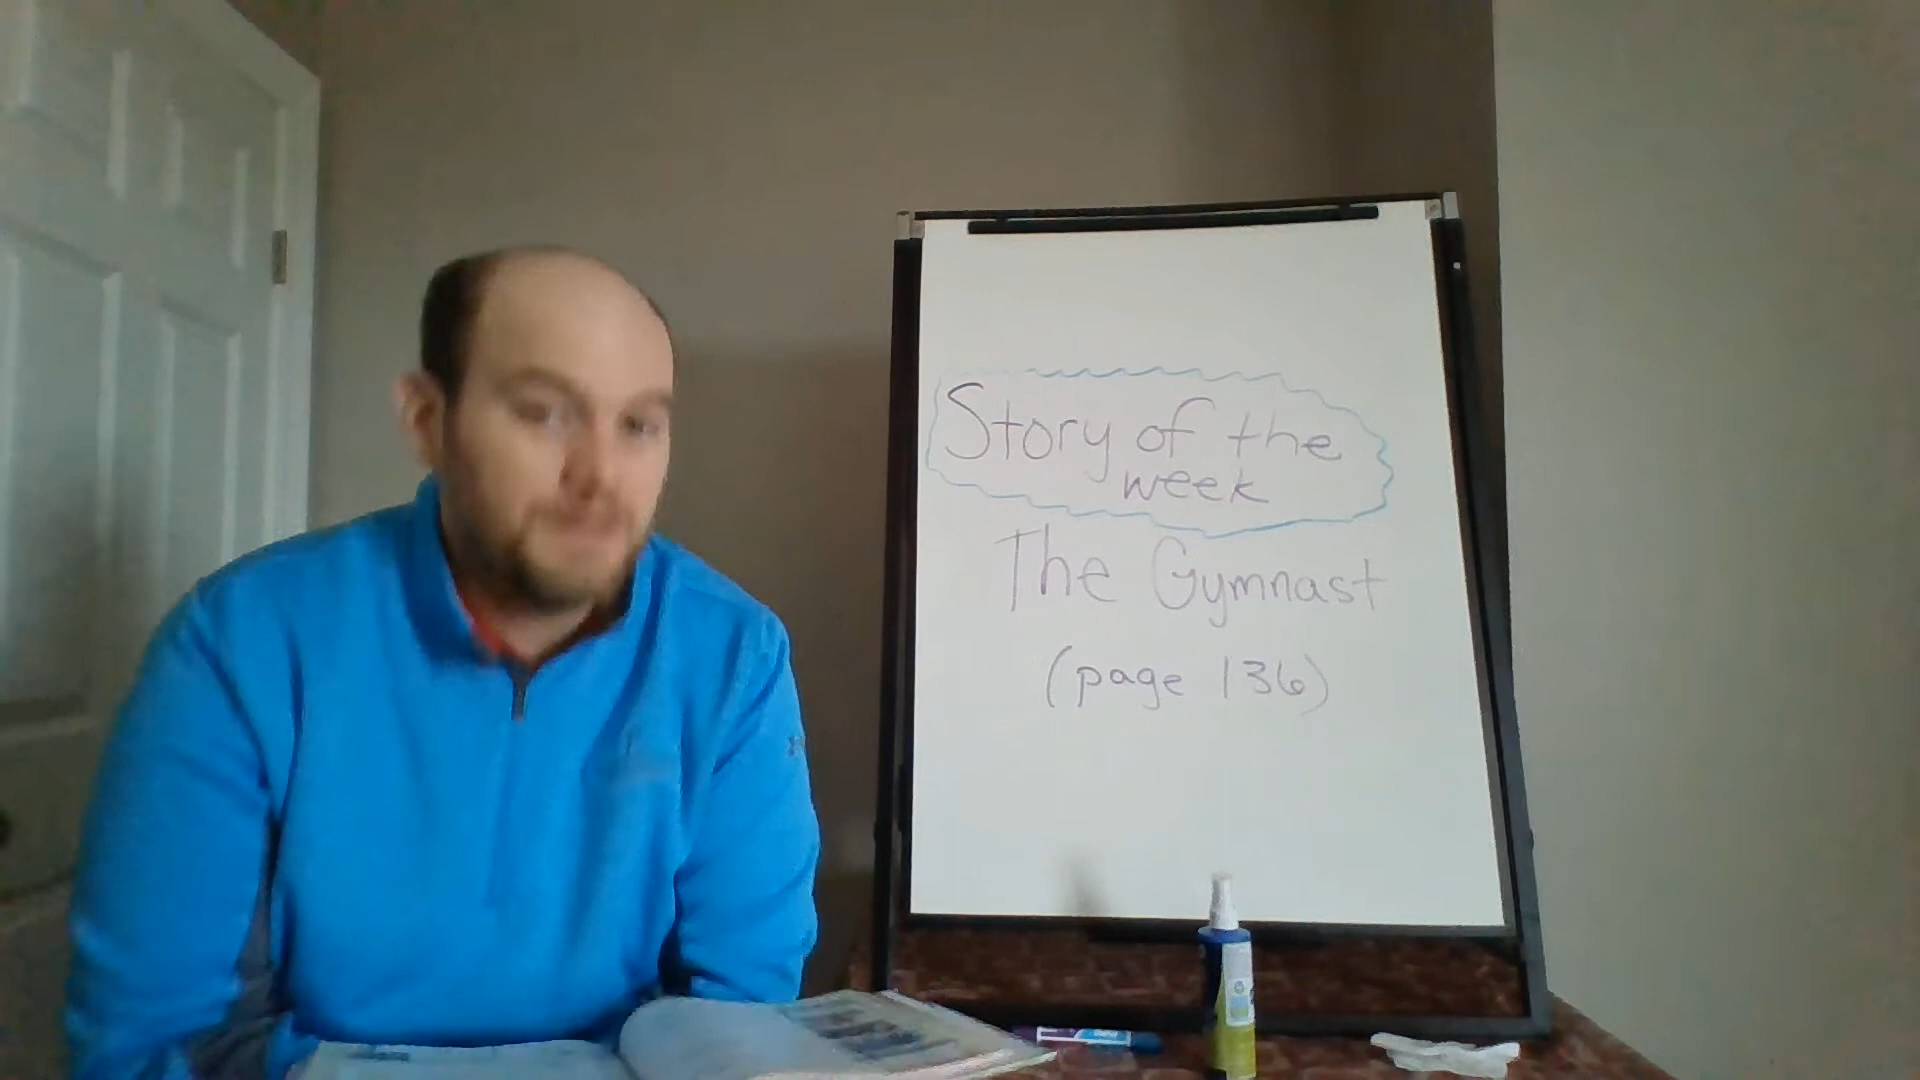 Story of the
week
The Gymnast
(page 136)